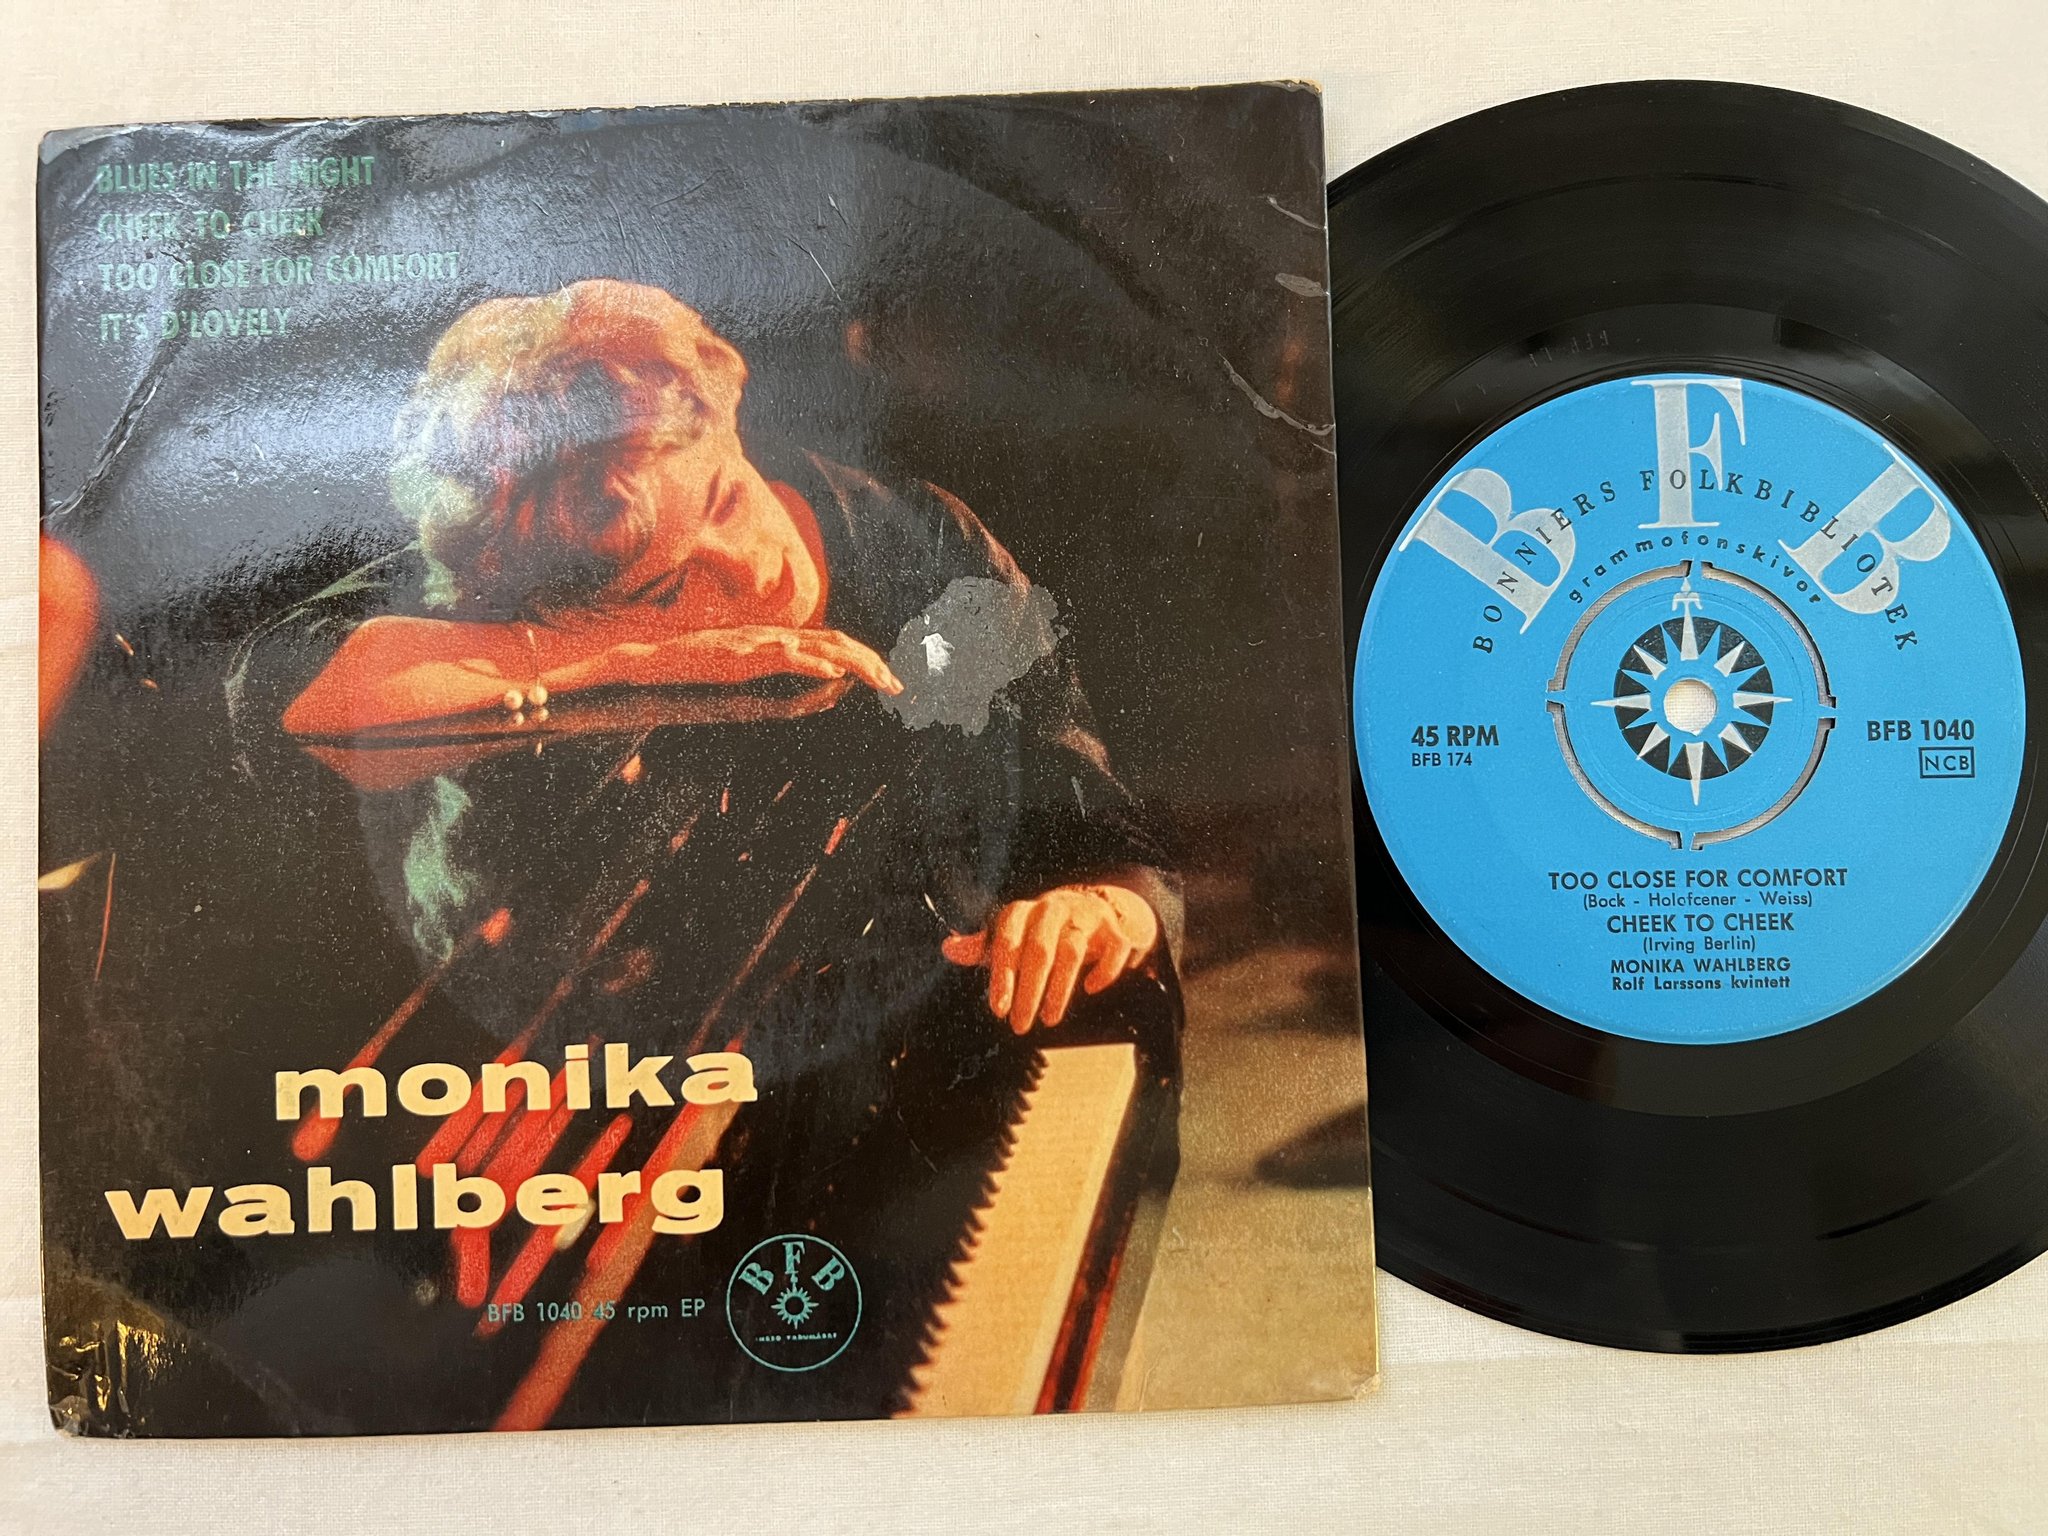 BLUES IN THE NIGHT
CHEEK TO CHEEK
TOO CLOSE FOR COMFORT
IT'S D'LOVELY
monika
wahlberg
BFB 1040 45 rpm EP
BFB
BFB
BONNIERS FOLKBIBLIOTEK
grammofonskivor
45 RPM
BFB 174
BFB 1040
NCB
TOO CLOSE FOR COMFORT
(Bock - Holofcener - Weiss)
CHEEK TO CHEEK
(Irving Berlin)
MONIKA WAHLBERG
Rolf Larssons kvintett